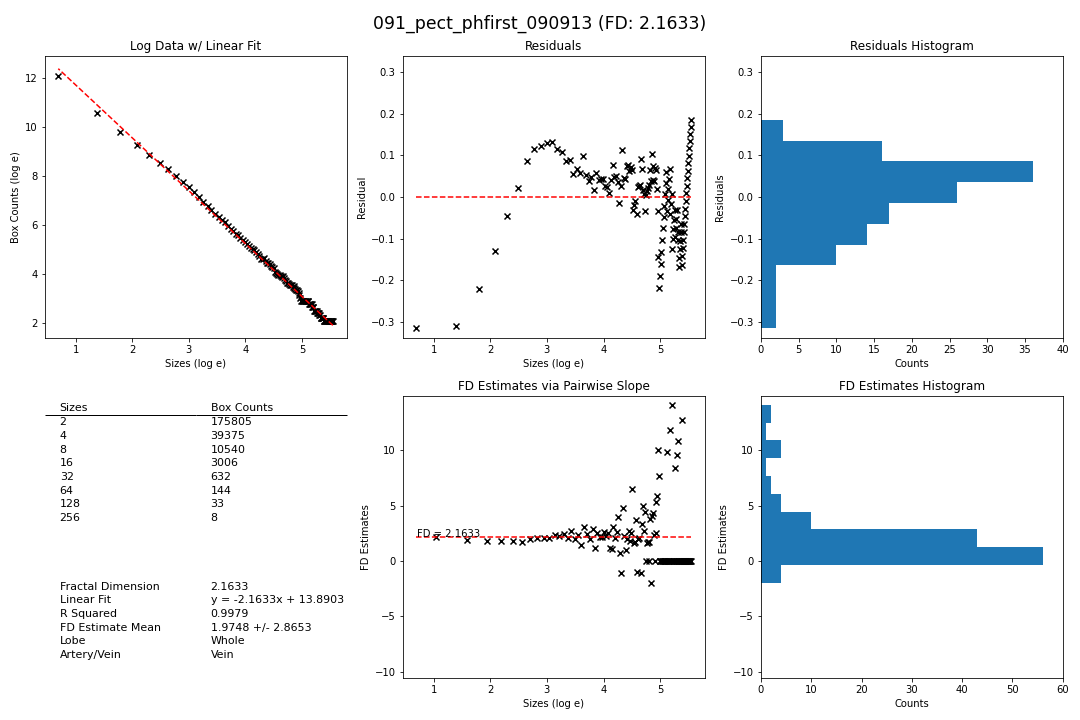 091_pect_phfirst_090913 (FD: 2.1633)
Log Data w/ Linear Fit
Box Counts (log e)
12
10
8
6
4
2
1 2 3 4 5
Sizes (log e)
Residuals
Residual
0.3
0.2
0.1
0.0
−0.1
−0.2
−0.3
1 2 3 4 5
Sizes (log e)
Residuals Histogram
Residuals
0.3
0.2
0.1
0.0
−0.1
−0.2
−0.3
0 5 10 15 20 25 30 35 40
Counts
Sizes Box Counts
2 175805
4 39375
8 10540
16 3006
32 632
64 144
128 33
256 8
Fractal Dimension 2.1633
Linear Fit y = -2.1633x + 13.8903
R Squared 0.9979
FD Estimate Mean 1.9748 +/- 2.8653
Lobe Whole
Artery/Vein Vein
FD Estimates via Pairwise Slope
FD Estimates
10
5
0
−5
−10
FD = 2.1633
1 2 3 4 5
Sizes (log e)
FD Estimates Histogram
FD Estimates
10
5
0
−5
−10
0 10 20 30 40 50 60
Counts